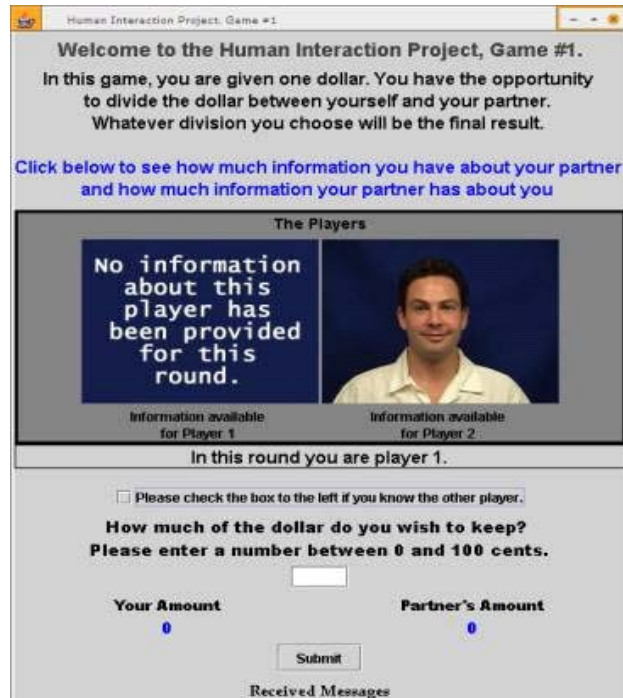 Human Interaction Project, Game #1
Welcome to the Human Interaction Project, Game #1.
In this game, you are given one dollar. You have the opportunity
to divide the dollar between yourself and your partner.
Whatever division you choose will be the final result.
Click below to see how much information you have about your partner
and how much information your partner has about you
The Players
No information
about this
player has
been provided
for this
round.
Information available
for Player 1
Information available
for Player 2
In this round you are player 1.
Please check the box to the left if you know the other player.
How much of the dollar do you wish to keep?
Please enter a number between 0 and 100 cents.
Your Amount
Partner's Amount
0
0
Submit
Received Messages